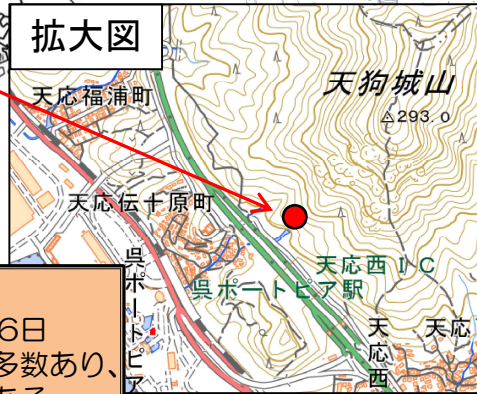 拡大図
天狗城山
293.0
天応福浦町
天応伝十原町
天応西IC
呉ポートピア駅
呉ポートピア
天応西
天応
6日
多数あり、